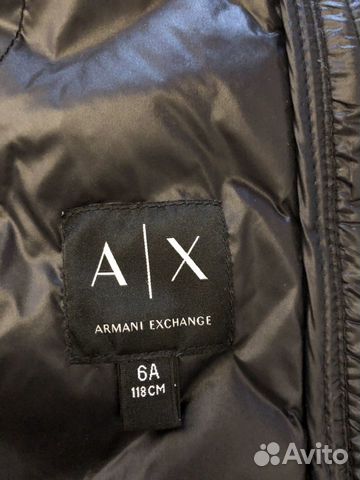 A|X
ARMANI EXCHANGE
6A
118CM
Avito